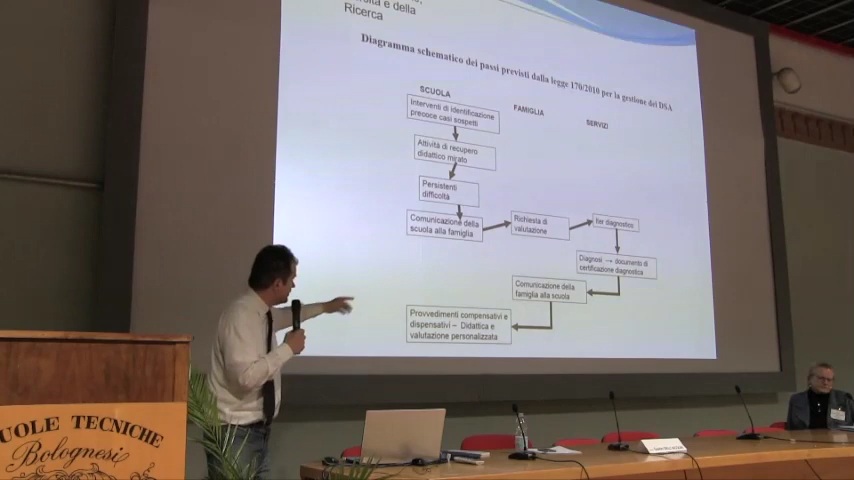 e della
Ricerca
Diagramma schematico dei passi previsti dalla legge 170/2010 per la gestione dei DSA
SCUOLA
FAMIGLIA
SERVIZI
Interventi di identificazione
precoce casi sospetti
Attività di recupero
didattico mirato
Persistenti
difficoltà
Comunicazione della
scuola alla famiglia
Richiesta di
valutazione
Iter diagnostico
Diagnosi → documento di
certificazione diagnostica
Comunicazione della
famiglia alla scuola
Provvedimenti compensativi e
dispensativi – Didattica e
valutazione personalizzata
UOLE TECNICHE
Bolognesi